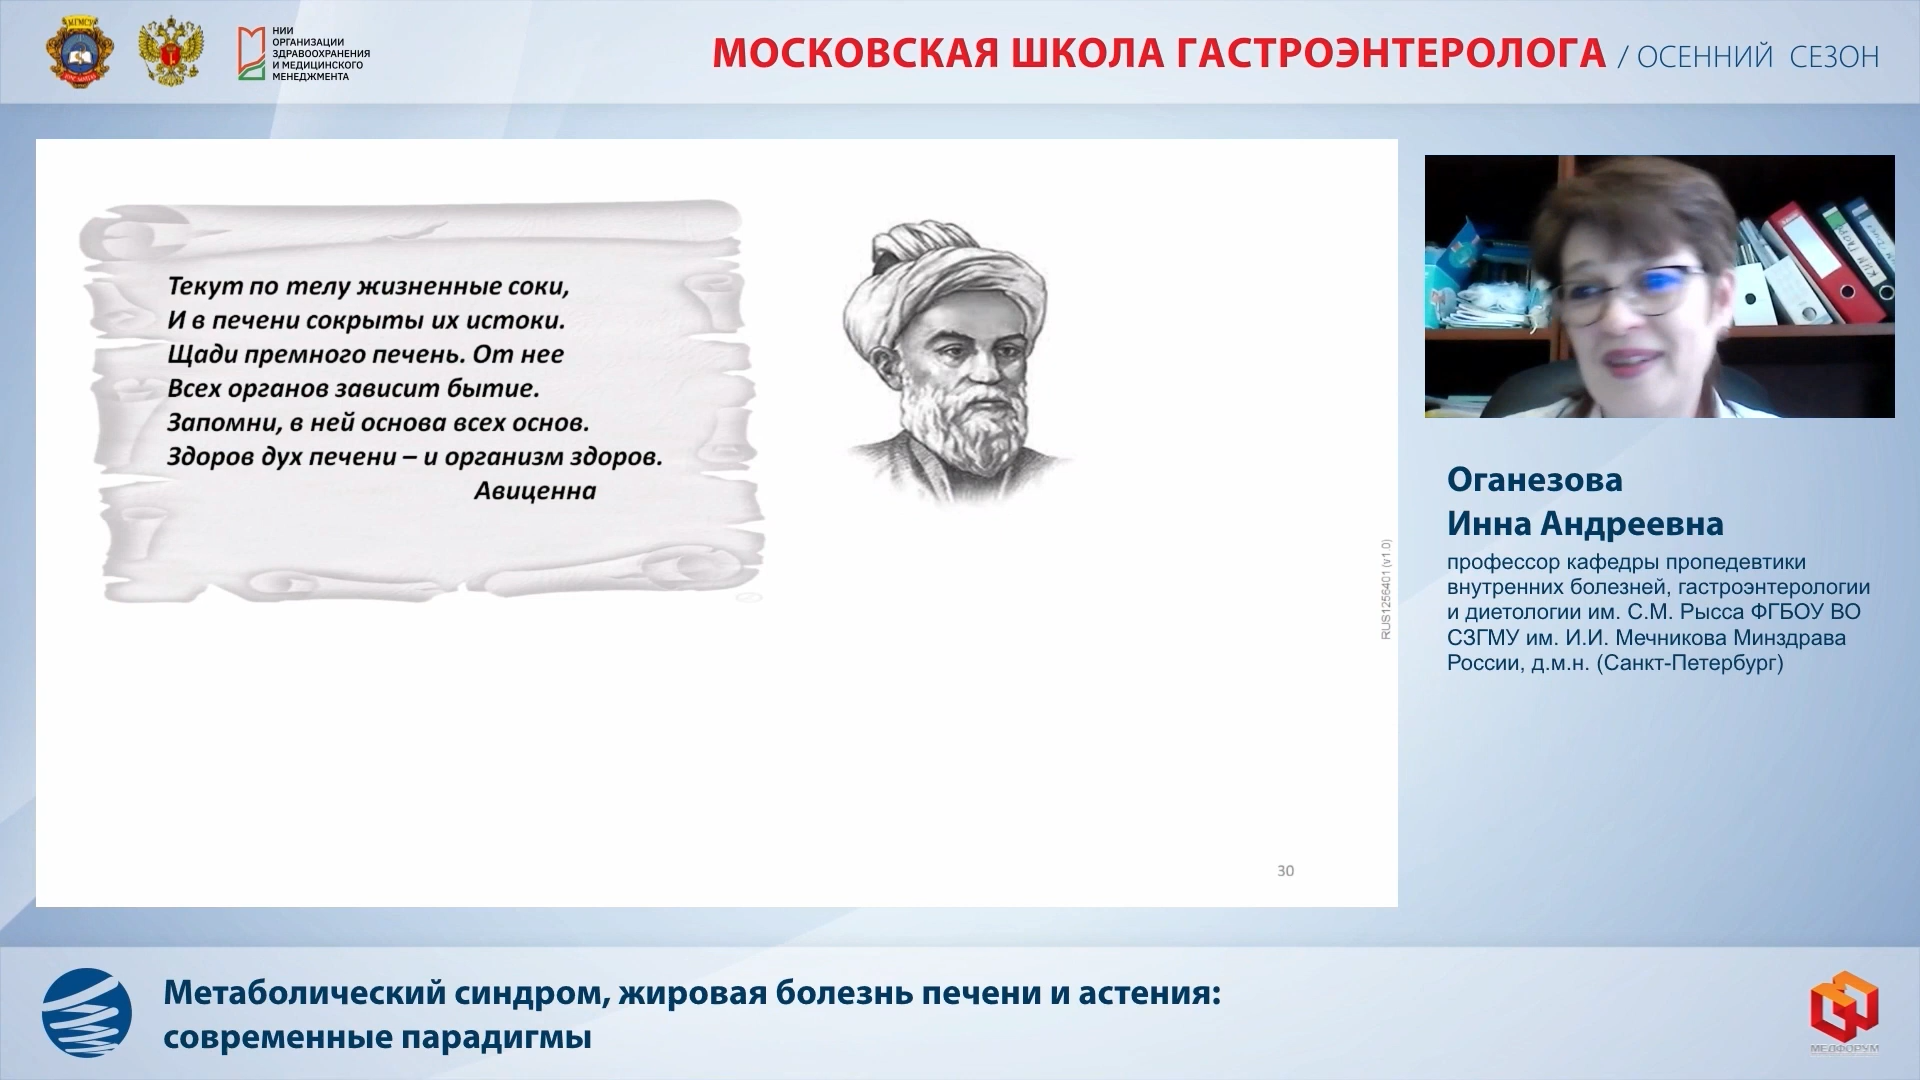 МГМСУ
НИИ
ОРГАНИЗАЦИИ
ЗДРАВООХРАНЕНИЯ
И МЕДИЦИНСКОГО
МЕНЕДЖМЕНТА
МОСКОВСКАЯ ШКОЛА ГАСТРОЭНТЕРОЛОГА / ОСЕННИЙ СЕЗОН
Текут по телу жизненные соки,
И в печени сокрыты их истоки.
Щади премного печень. От нее
Всех органов зависит бытие.
Запомни, в ней основа всех основ.
Здоров дух печени – и организм здоров.
Авиценна
RUS1256401 (v1.0)
30
Оганезова
Инна Андреевна
профессор кафедры пропедевтики
внутренних болезней, гастроэнтерологии
и диетологии им. С.М. Рысса ФГБОУ ВО
СЗГМУ им. И.И. Мечникова Минздрава
России, д.м.н. (Санкт-Петербург)
Метаболический синдром, жировая болезнь печени и астения:
современные парадигмы
МЕДФОРУМ